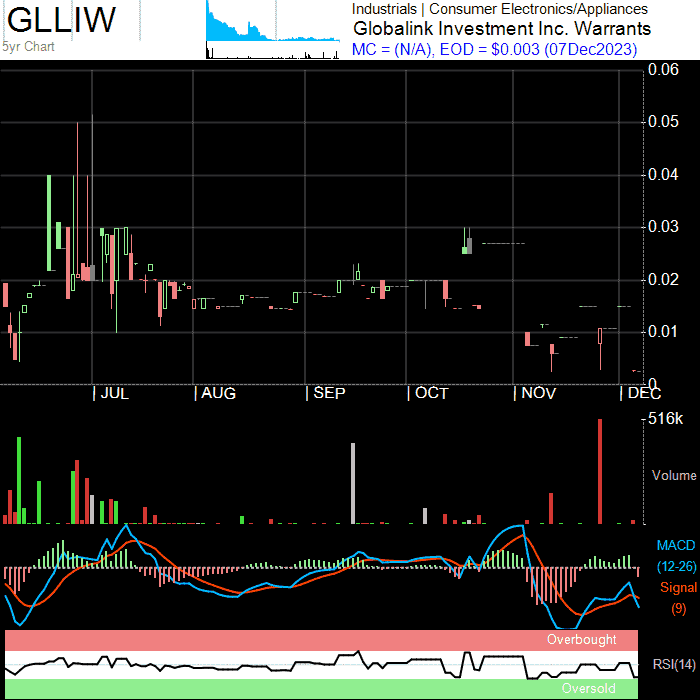 GLLIW
5yr Chart
Industrials | Consumer Electronics/Appliances
Globalink Investment Inc. Warrants
MC = (N/A), EOD = $0.003 (07Dec2023)
0.06
0.05
0.04
0.03
0.02
0.01
0
JUL
AUG
SEP
OCT
NOV
DEC
516k
Volume
MACD
(12-26)
Signal
(9)
Overbought
RSI(14)
Oversold